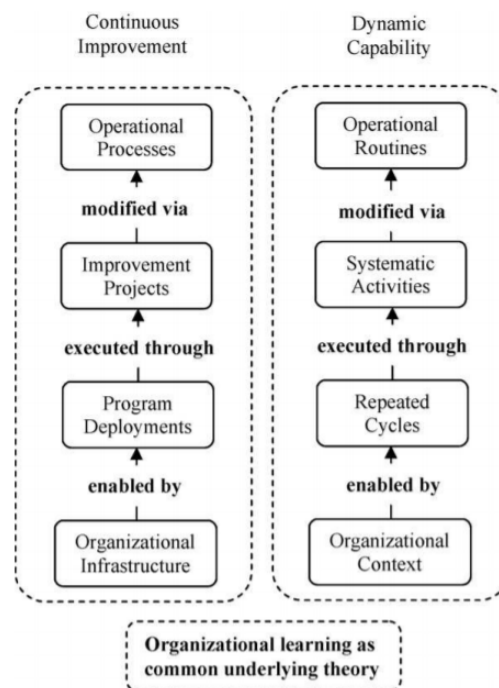 Continuous
Improvement
Operational
Processes
modified via
Improvement
Projects
executed through
Program
Deployments
enabled by
Organizational
Infrastructure
Dynamic
Capability
Operational
Routines
modified via
Systematic
Activities
executed through
Repeated
Cycles
enabled by
Organizational
Context
Organizational learning as
common underlying theory